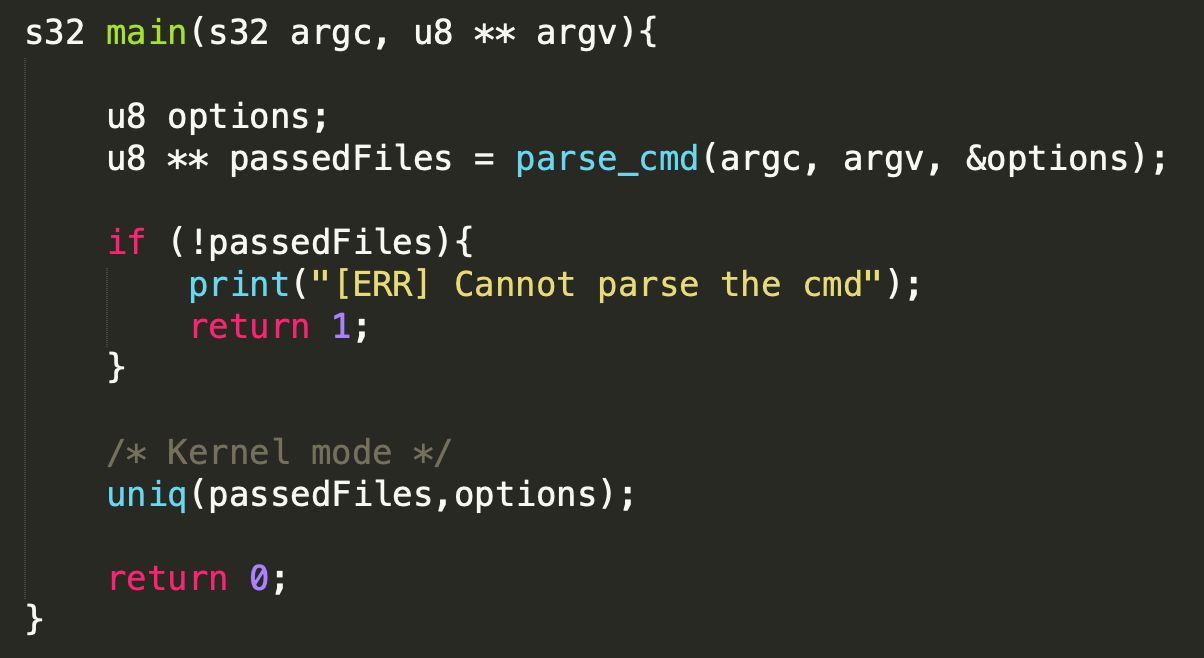 s32 main(s32 argc, u8 ** argv){
u8 options;
u8 ** passedFiles = parse_cmd(argc, argv, &options);
if (!passedFiles){
print("[ERR] Cannot parse the cmd");
return 1;
}
/* Kernel mode */
uniq(passedFiles,options);
return 0;
}